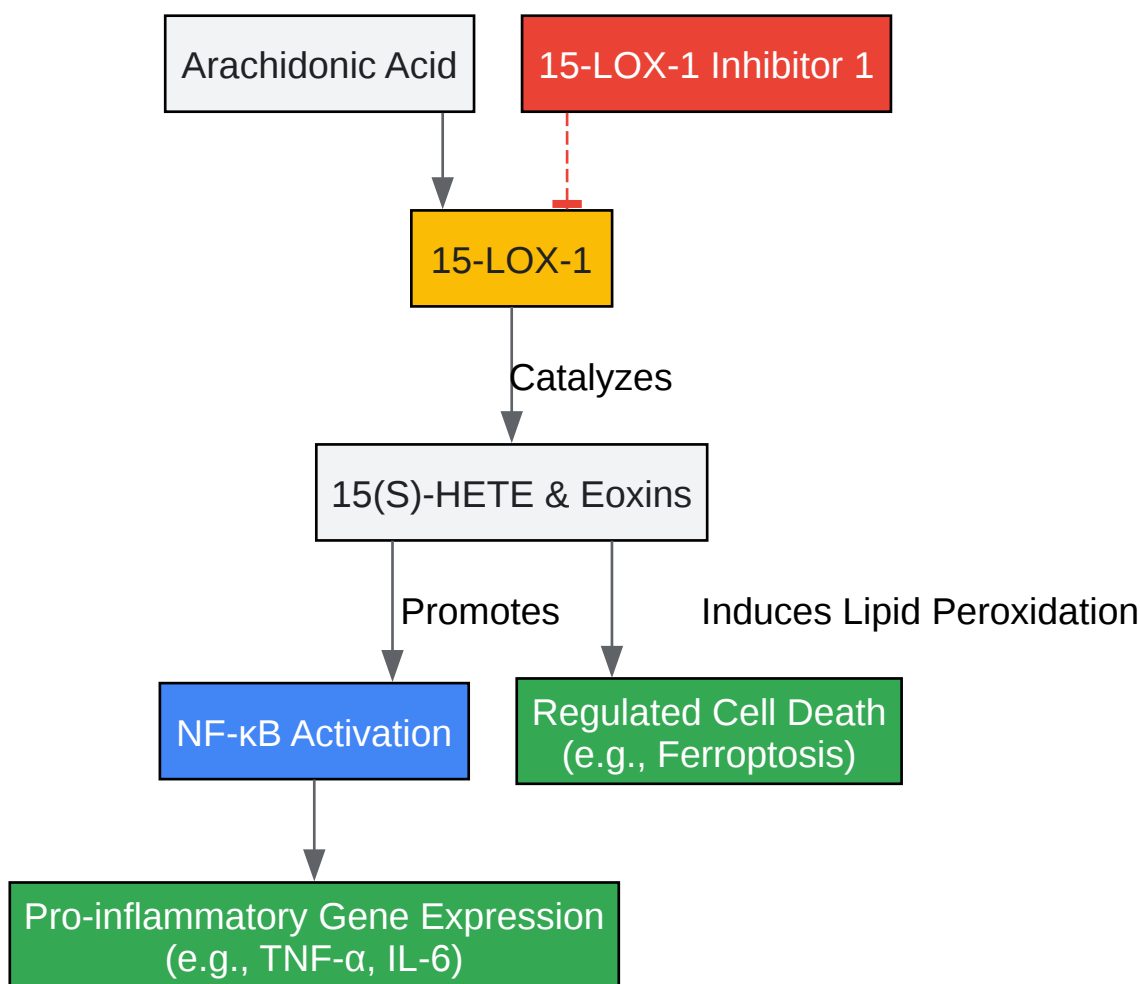 Arachidonic Acid
15-LOX-1 Inhibitor 1
15-LOX-1
Catalyzes
15(S)-HETE & Eoxins
Promotes
Induces Lipid Peroxidation
NF-κB Activation
Regulated Cell Death
(e.g., Ferroptosis)
Pro-inflammatory Gene Expression
(e.g., TNF-α, IL-6)